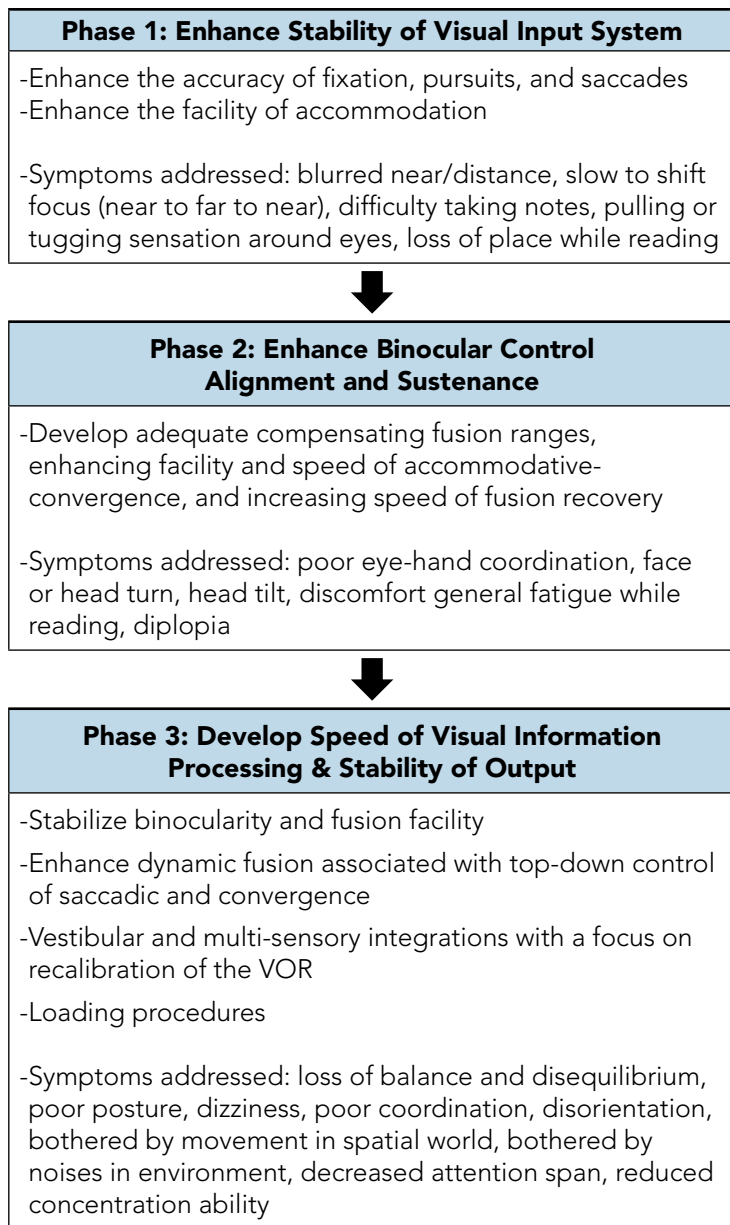 Phase 1: Enhance Stability of Visual Input System
-Enhance the accuracy of fixation, pursuits, and saccades
-Enhance the facility of accommodation
-Symptoms addressed: blurred near/distance, slow to shift
focus (near to far to near), difficulty taking notes, pulling or
tugging sensation around eyes, loss of place while reading
Phase 2: Enhance Binocular Control
Alignment and Sustenance
-Develop adequate compensating fusion ranges,
enhancing facility and speed of accommodative-
convergence, and increasing speed of fusion recovery
-Symptoms addressed: poor eye-hand coordination, face
or head turn, head tilt, discomfort general fatigue while
reading, diplopia
Phase 3: Develop Speed of Visual Information
Processing & Stability of Output
-Stabilize binocularity and fusion facility
-Enhance dynamic fusion associated with top-down control
of saccadic and convergence
-Vestibular and multi-sensory integrations with a focus on
recalibration of the VOR
-Loading procedures
-Symptoms addressed: loss of balance and disequilibrium,
poor posture, dizziness, poor coordination, disorientation,
bothered by movement in spatial world, bothered by
noises in environment, decreased attention span, reduced
concentration ability